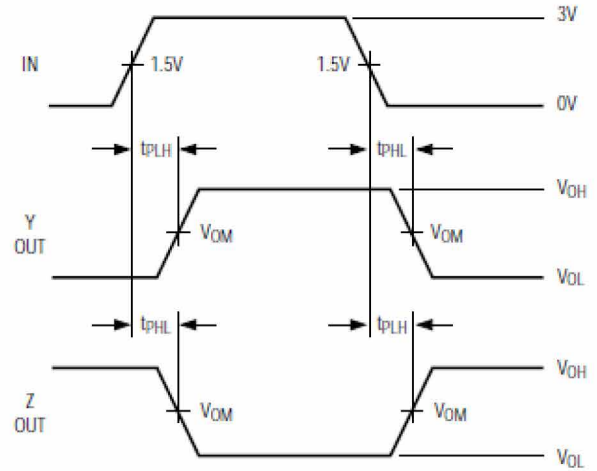 3V
IN
1.5V
1.5V
0V
tPLH
tPHL
VOH
Y
OUT
VOM
VOM
VOL
tPHL
tPLH
VOH
Z
OUT
VOM
VOM
VOL